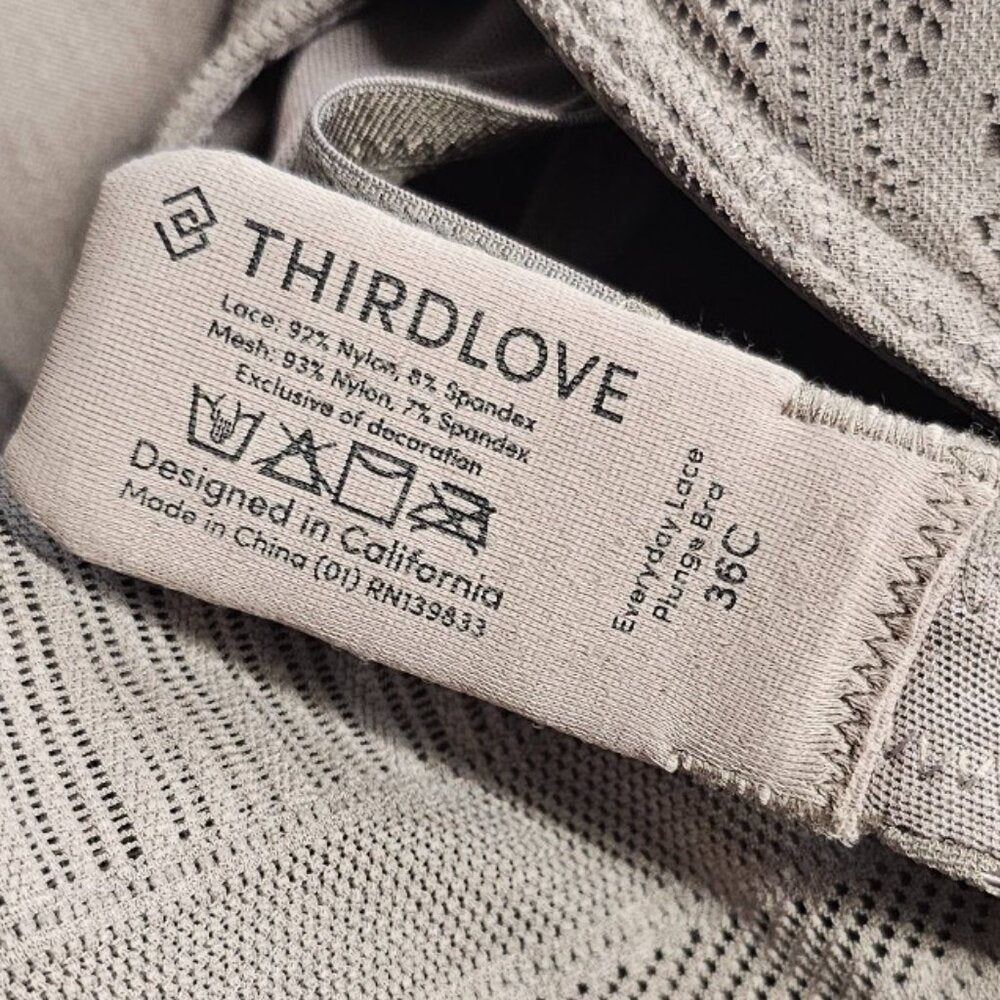 THIRDLOVE
Lace: 92% Nylon, 8% Spandex
Mesh: 93% Nylon, 7% Spandex
Exclusive of decoration
Designed in California
Made in China (01) RN139833
Everyday Lace
Plunge Bra
36C